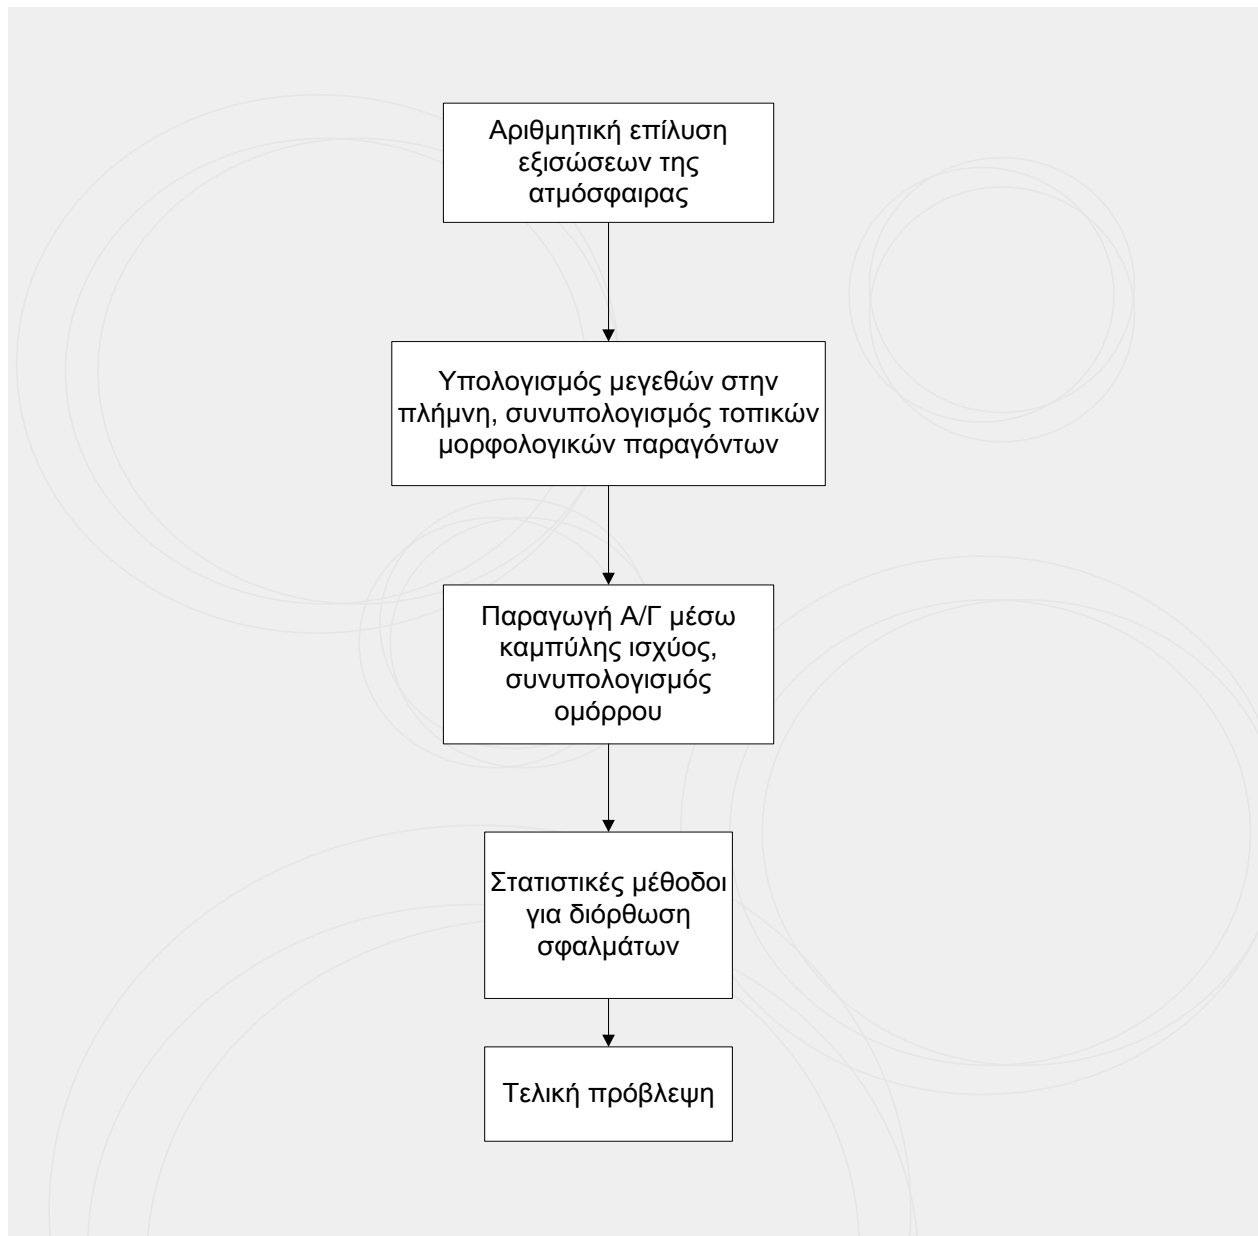 Αριθμητική επίλυση
εξισώσεων της
ατμόσφαιρας
Υπολογισμός μεγεθών στην
πλήμνη, συνυπολογισμός τοπικών
μορφολογικών παραγόντων
Παραγωγή Α/Γ μέσω
καμπύλης ισχύος,
συνυπολογισμός
ομόρρου
Στατιστικές μέθοδοι
για διόρθωση
σφαλμάτων
Τελική πρόβλεψη